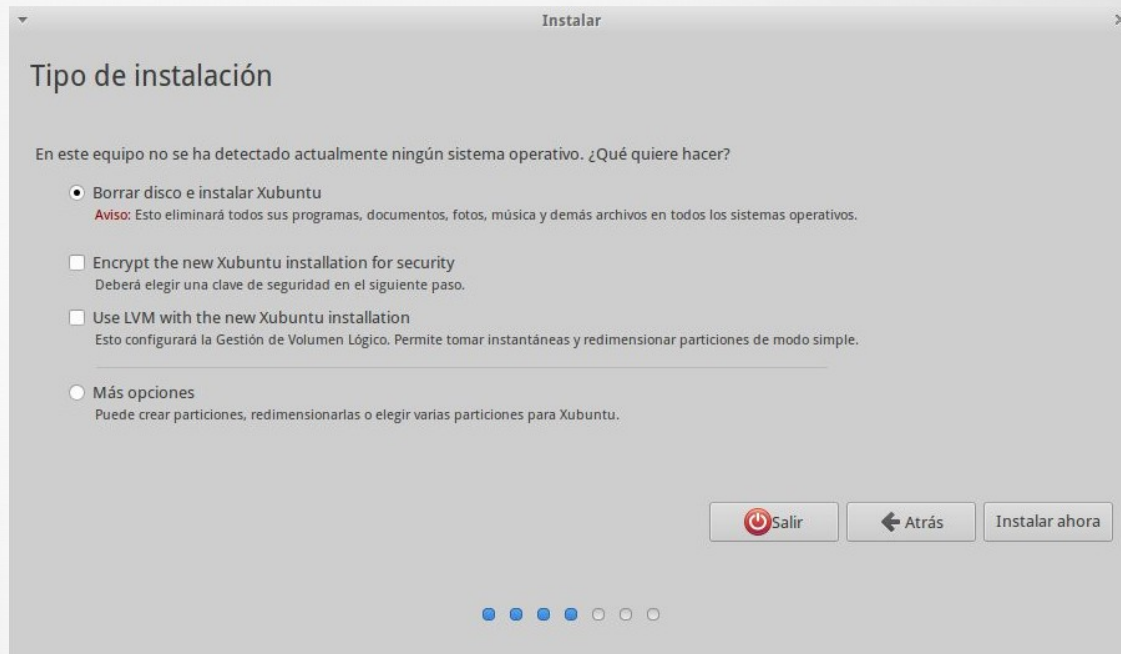 Instalar
Tipo de instalación
En este equipo no se ha detectado actualmente ningún sistema operativo. ¿Qué quiere hacer?
Borrar disco e instalar Xubuntu
Aviso: Esto eliminará todos sus programas, documentos, fotos, música y demás archivos en todos los sistemas operativos.
Encrypt the new Xubuntu installation for security
Deberá elegir una clave de seguridad en el siguiente paso.
Use LVM with the new Xubuntu installation
Esto configurará la Gestión de Volumen Lógico. Permite tomar instantáneas y redimensionar particiones de modo simple.
Más opciones
Puede crear particiones, redimensionarlas o elegir varias particiones para Xubuntu.
Salir
Atrás
Instalar ahora